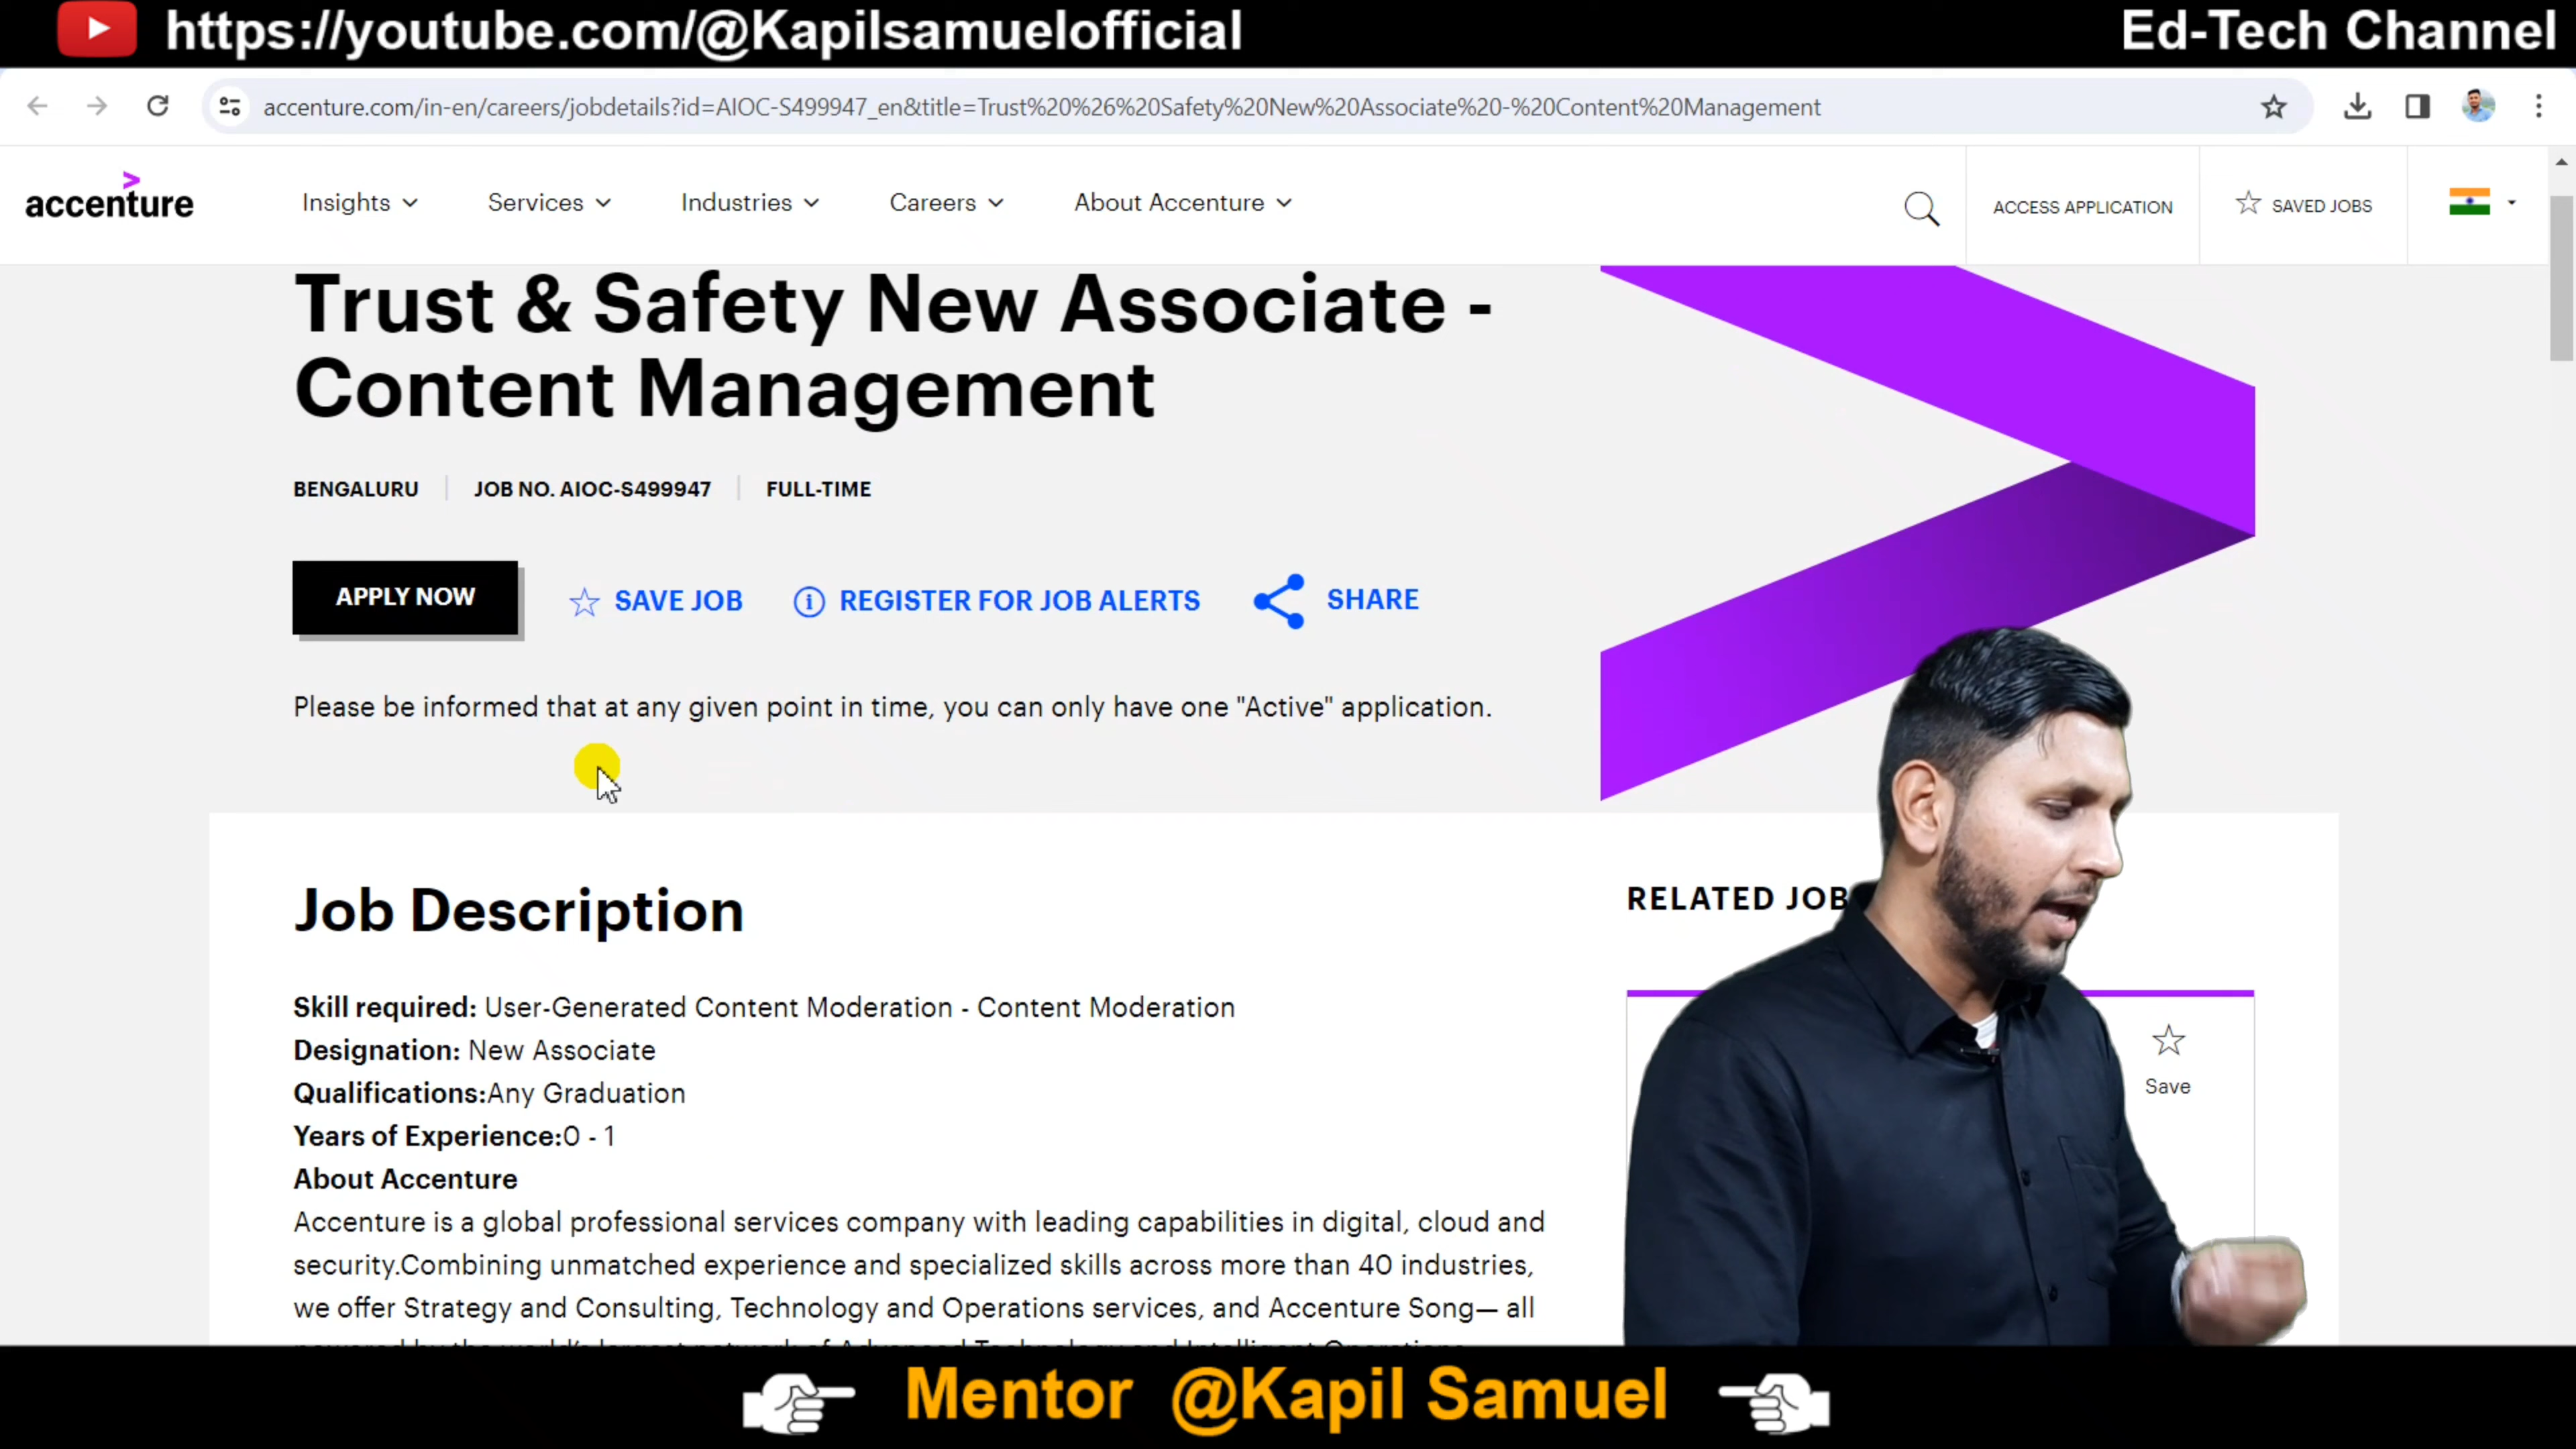 https://youtube.com/@Kapilsamuelofficial
Ed-Tech Channel
accenture.com/in-en/careers/jobdetails?id=AIOC-S499947_en&title=Trust%20%26%20Safety%20New%20Associate%20-%20Content%20Management
accenture
Insights
Services
Industries
Careers
About Accenture
ACCESS APPLICATION
SAVED JOBS
Trust & Safety New Associate -
Content Management
BENGALURU
JOB NO. AIOC-S499947
FULL-TIME
APPLY NOW
SAVE JOB
REGISTER FOR JOB ALERTS
SHARE
Please be informed that at any given point in time, you can only have one "Active" application.
Job Description
RELATED JOB
Skill required: User-Generated Content Moderation - Content Moderation
Designation: New Associate
Qualifications:Any Graduation
Years of Experience:0 - 1
About Accenture
Accenture is a global professional services company with leading capabilities in digital, cloud and
security.Combining unmatched experience and specialized skills across more than 40 industries,
we offer Strategy and Consulting, Technology and Operations services, and Accenture Song— all
Save
Mentor @Kapil Samuel